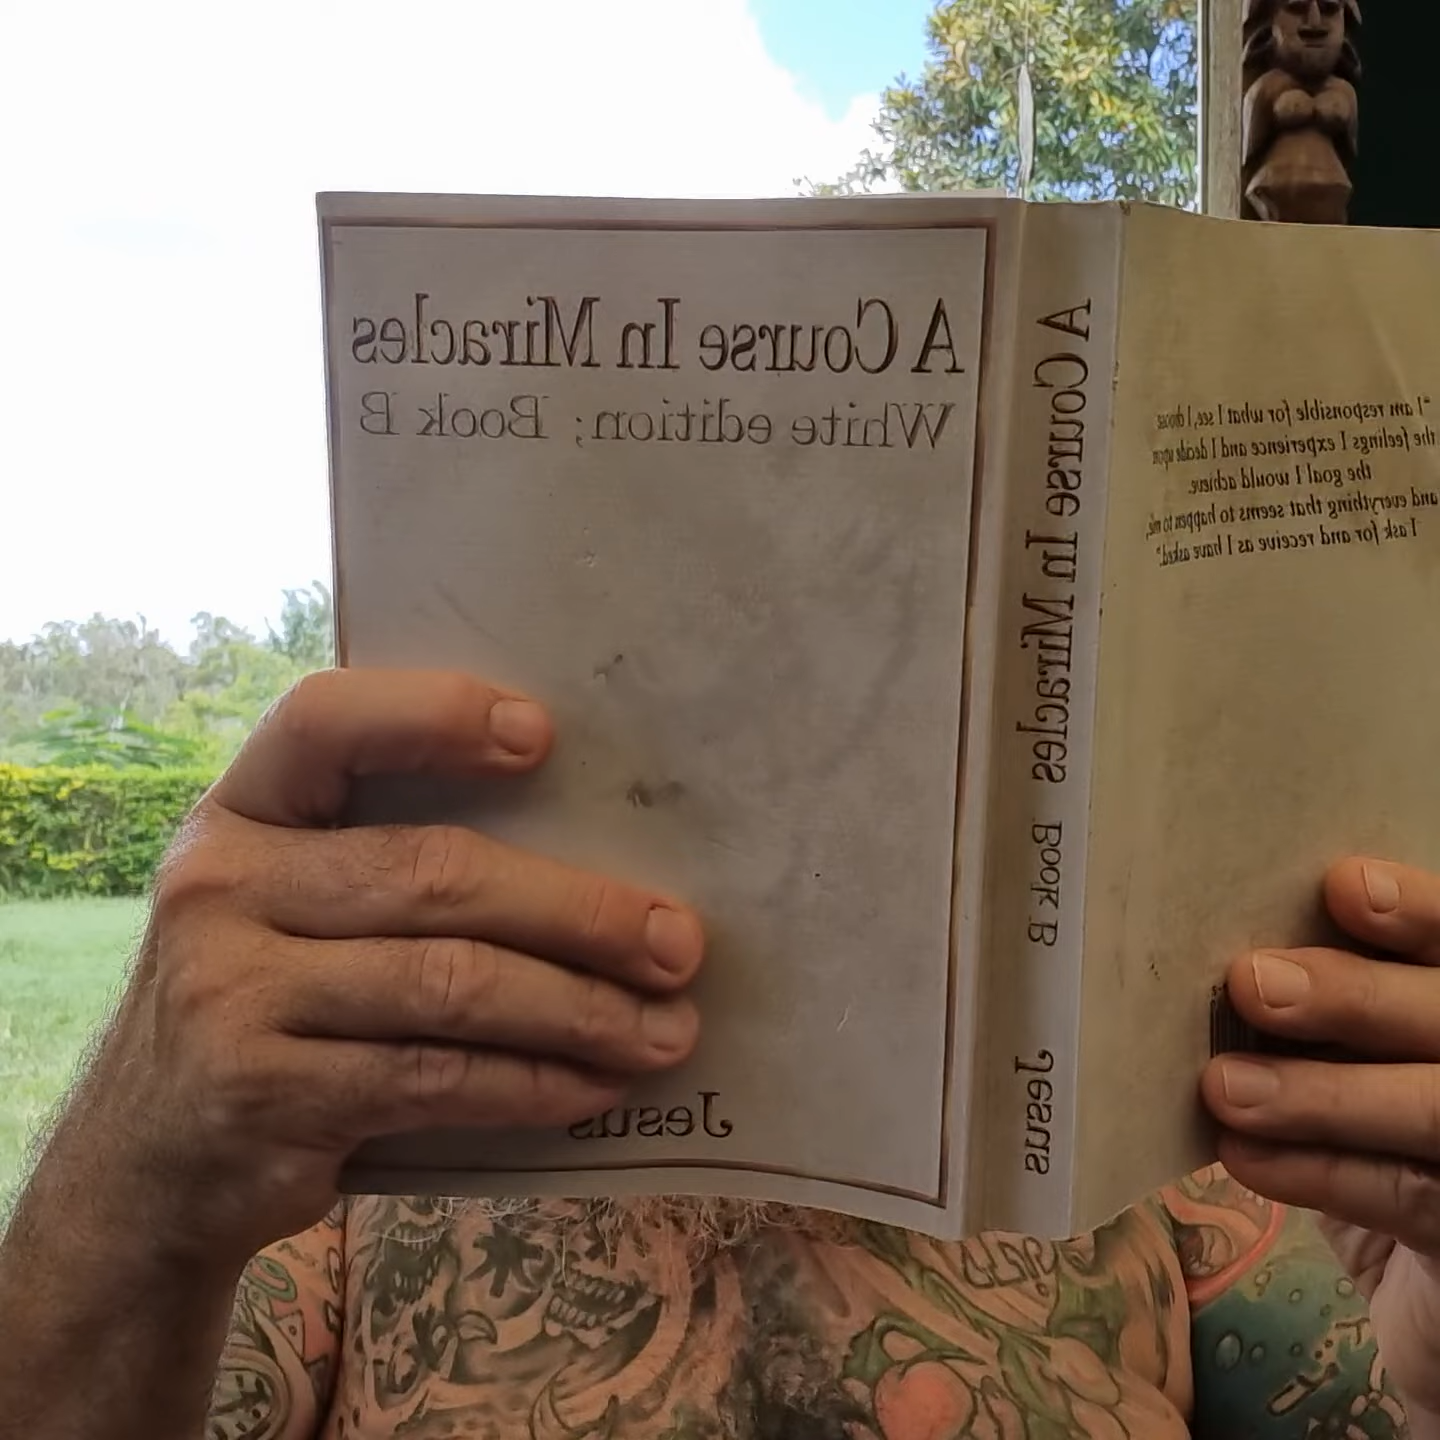 A Course In Miracles
White edition; Book B
Jesus
A Course In Miracles Book B Jesus
"I am responsible for what I see, I choose
the feelings I experience and I decide upon
the goal I would achieve.
and everything that seems to happen to me,
I ask for and receive as I have asked."